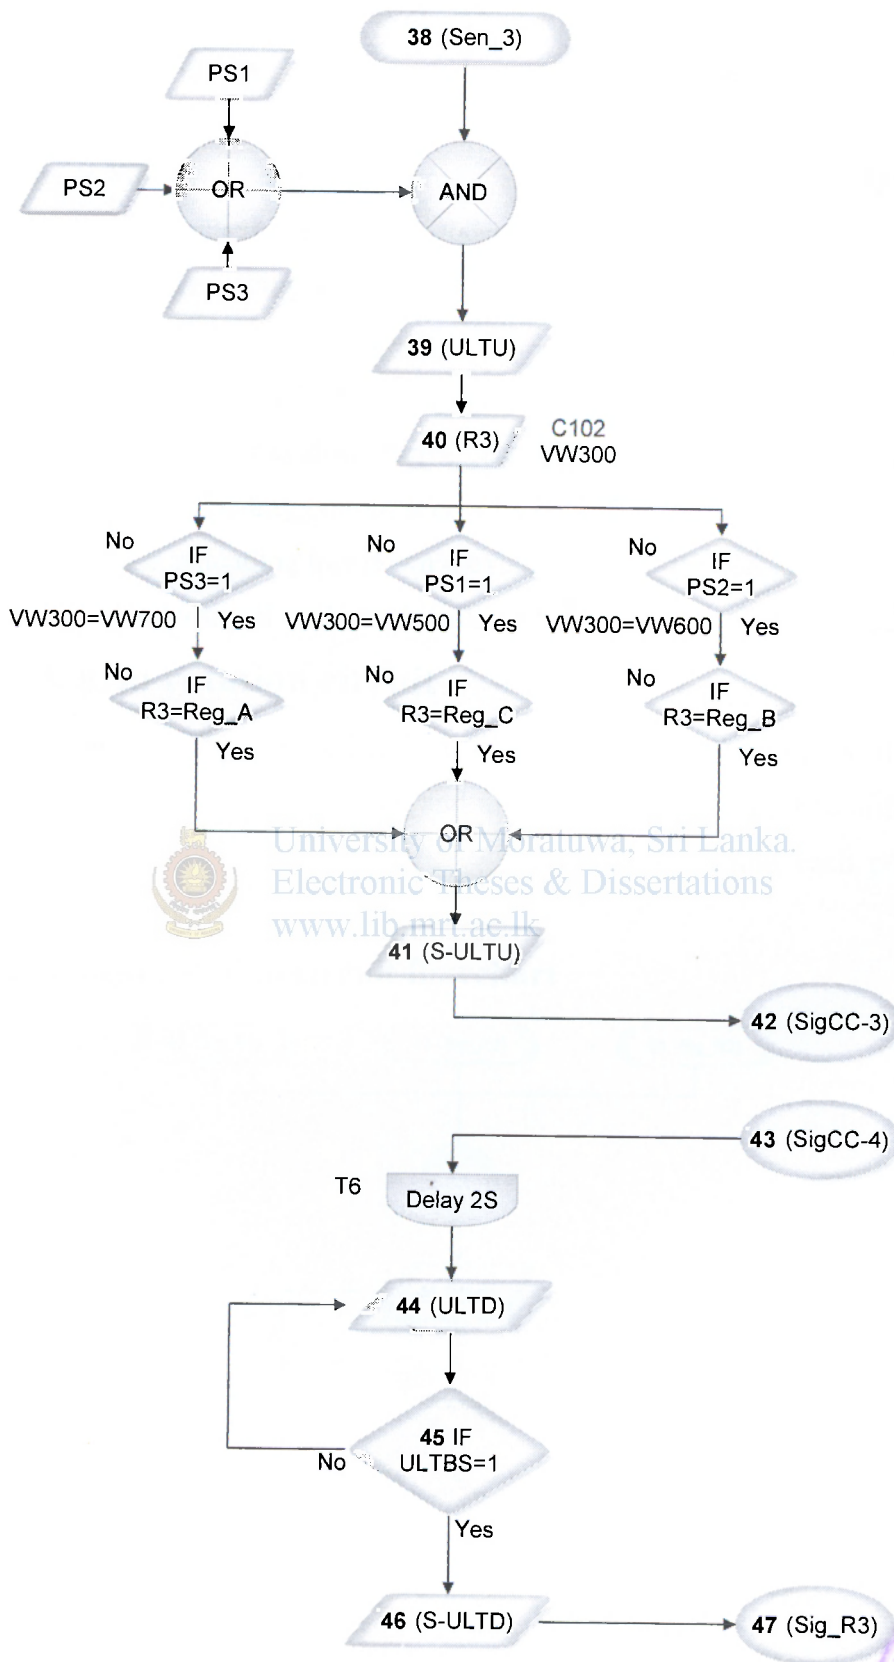 38 (Sen_3)
PS1
PS2
OR
AND
PS3
39 (ULTU)
40 (R3)
C102
VW300
No
IF
PS3=1
No
IF
PS1=1
No
IF
PS2=1
VW300=VW700
Yes
VW300=VW500
Yes
VW300=VW600
Yes
No
IF
R3=Reg_A
No
IF
R3=Reg_C
No
IF
R3=Reg_B
Yes
Yes
Yes
OR
University of Moratuwa, Sri Lanka.
Electronic Theses & Dissertations
www.lib.mrt.ac.lk
41 (S-ULTU)
42 (SigCC-3)
43 (SigCC-4)
T6
Delay 2S
44 (ULTD)
45 IF
ULTBS=1
No
Yes
46 (S-ULTD)
47 (Sig_R3)